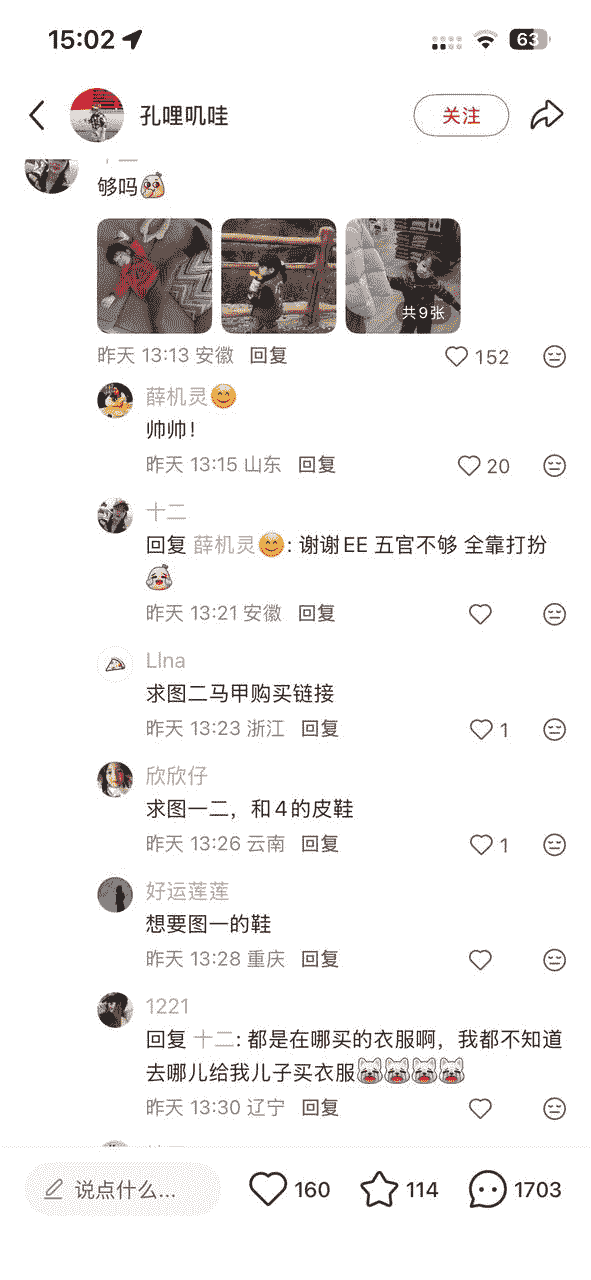 15:02
63
孔哩叽哇
关注
十二
够吗
共9张
昨天 13:13 安徽 回复
152
薛机灵
帅帅！
昨天 13:15 山东 回复
20
十二
回复 薛机灵: 谢谢EE 五官不够 全靠打扮
昨天 13:21 安徽 回复
LIna
求图二马甲购买链接
昨天 13:23 浙江 回复
1
欣欣仔
求图一二，和4的皮鞋
昨天 13:26 云南 回复
1
好运莲莲
想要图一的鞋
昨天 13:28 重庆 回复
1221
回复 十二: 都是在哪买的衣服啊，我都不知道
去哪儿给我儿子买衣服
昨天 13:30 辽宁 回复
说点什么...
160
114
1703